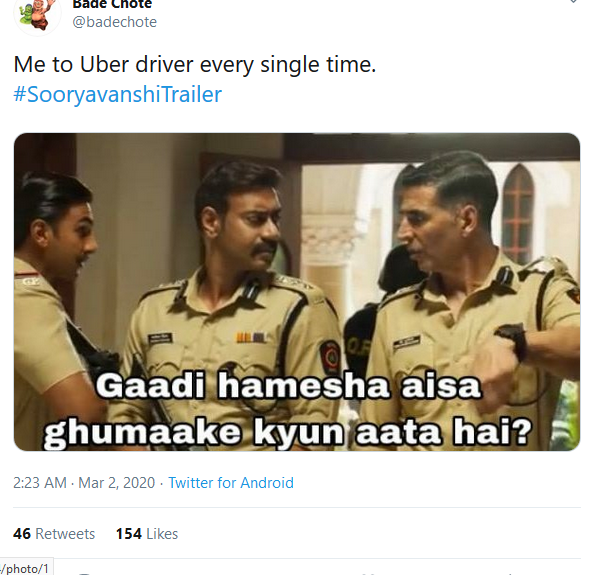 Bade Chote
@badechote
Me to Uber driver every single time.
#SooryavanshiTrailer
Gaadi hamesha aisa
ghumaake kyun aata hai?
2:23 AM · Mar 2, 2020 · Twitter for Android
46 Retweets 154 Likes
/photo/1